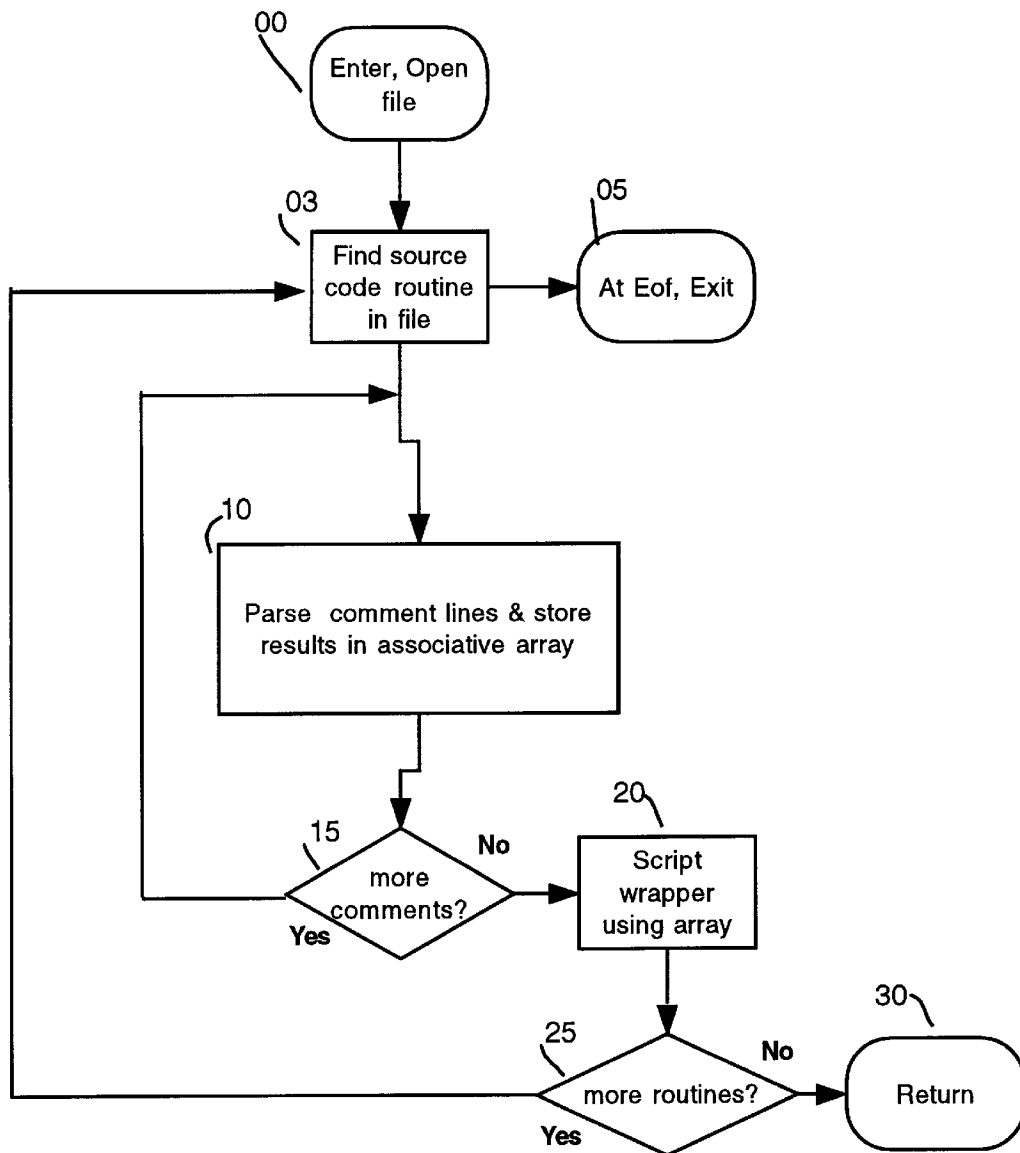 00
Enter, Open
file
03
Find source
code routine
in file
05
At Eof, Exit
10
Parse comment lines & store
results in associative array
15
more
comments?
No
Yes
20
Script
wrapper
using array
25
more routines?
No
Yes
30
Return